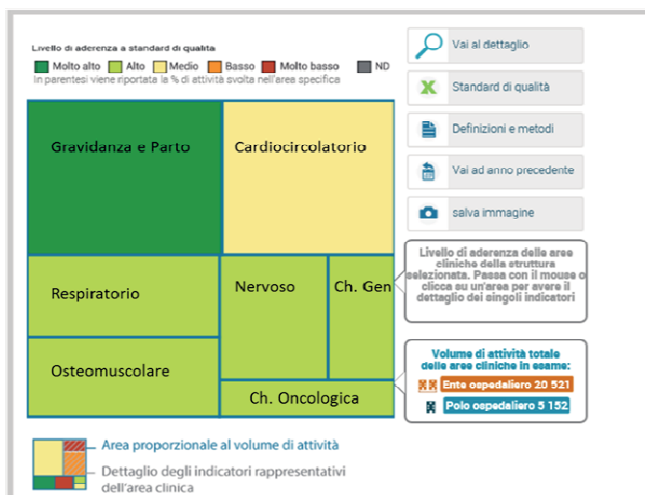 Livello di aderenza a standard di qualità
Molto alto Alto Medio Basso Molto basso ND
In parentesi viene riportata la % di attività svolta nell'area specifica
Gravidanza e Parto
Cardiocircolatorio
Respiratorio
Nervoso
Ch. Gen
Osteomuscolare
Ch. Oncologica
Area proporzionale al volume di attività
Dettaglio degli indicatori rappresentativi
dell'area clinica
Vai al dettaglio
Standard di qualità
Definizioni e metodi
Vai ad anno precedente
salva immagine
Livello di aderenza delle aree
cliniche della struttura
selezionata. Passa con il mouse o
clicca su un'area per avere il
dettaglio dei singoli indicatori
Volume di attività totale
delle aree cliniche in esame:
Ente ospedaliero 20 521
Polo ospedaliero 5 152